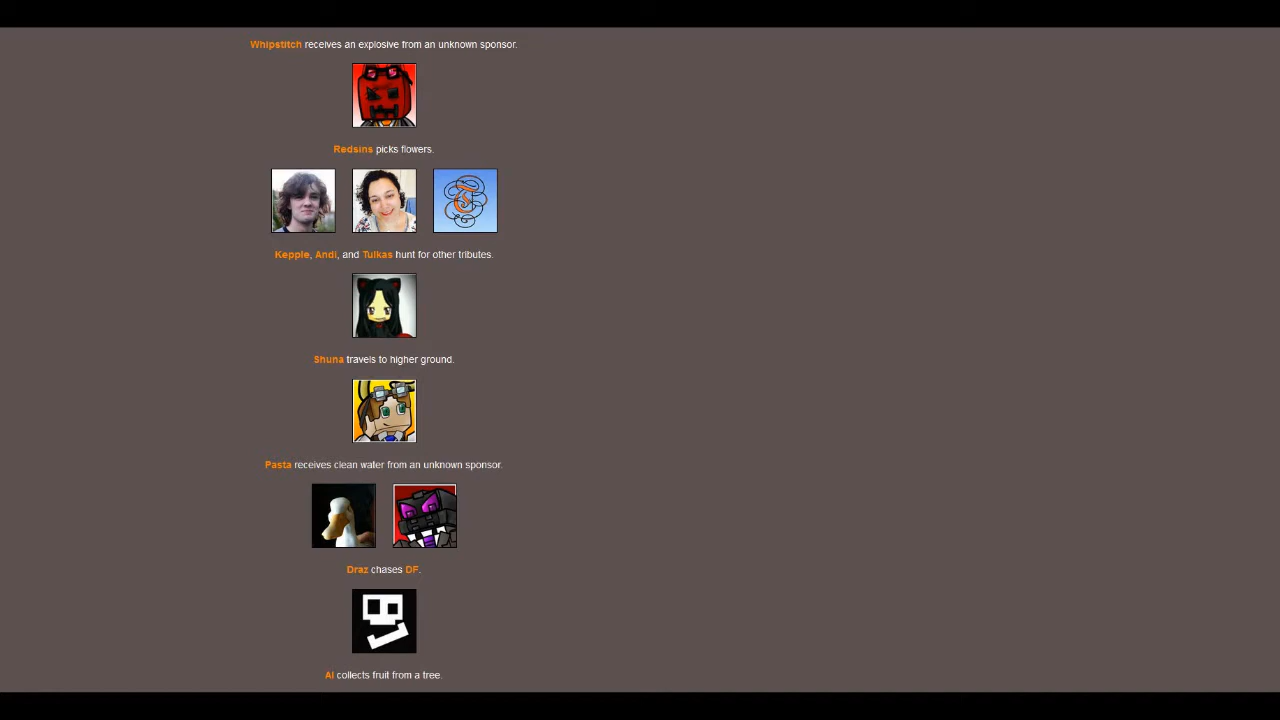 Whipstitch receives an explosive from an unknown sponsor.
Redsins picks flowers.
Kepple, Andi, and Tulkas hunt for other tributes.
Shuna travels to higher ground.
Pasta receives clean water from an unknown sponsor.
Draz chases DF.
Al collects fruit from a tree.